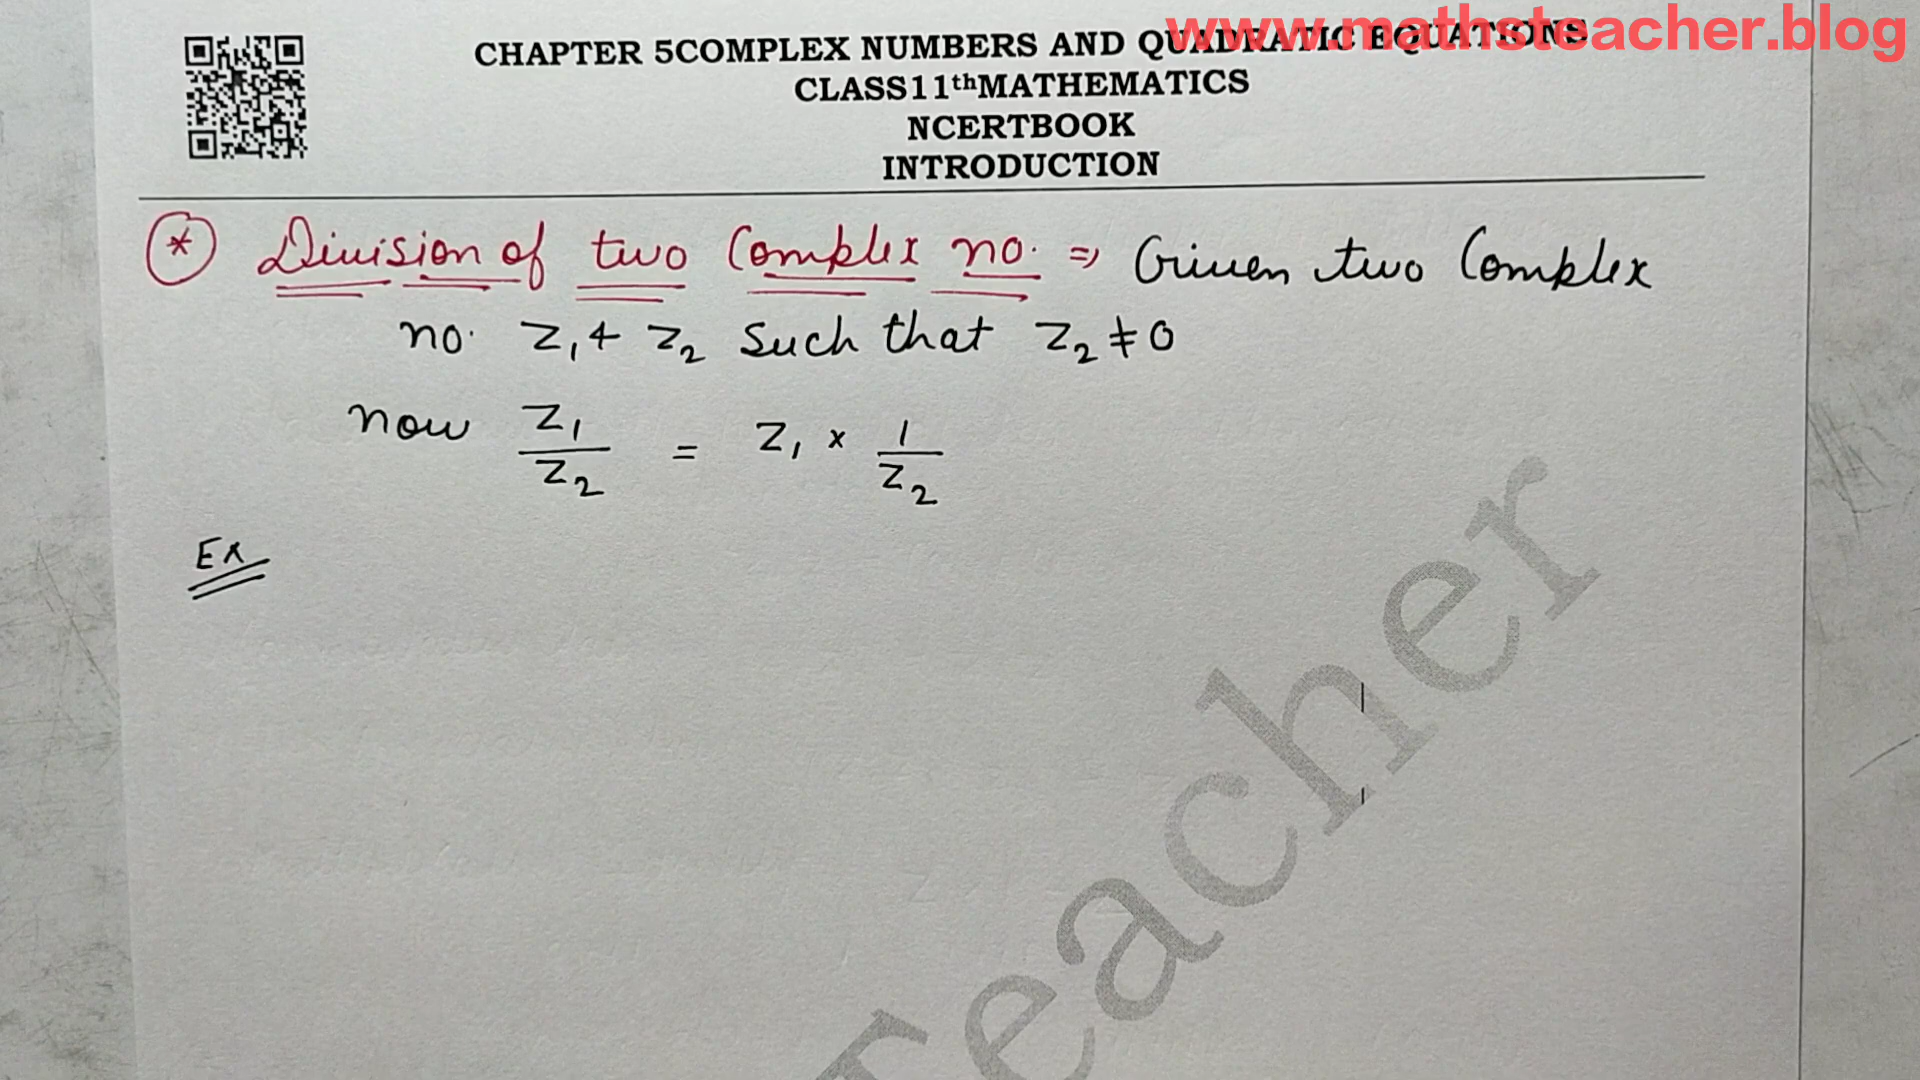 www.mathsteacher.blog
CHAPTER 5COMPLEX NUMBERS AND QUADRATIC EQUATIONS
CLASS11thMATHEMATICS
NCERTBOOK
INTRODUCTION
* Division of two Complex no. ⇒ Given two Complex
no. Z₁ & Z₂ such that Z₂ ≠ 0
now Z₁/Z₂ = Z₁ × 1/Z₂
Ex
Teacher